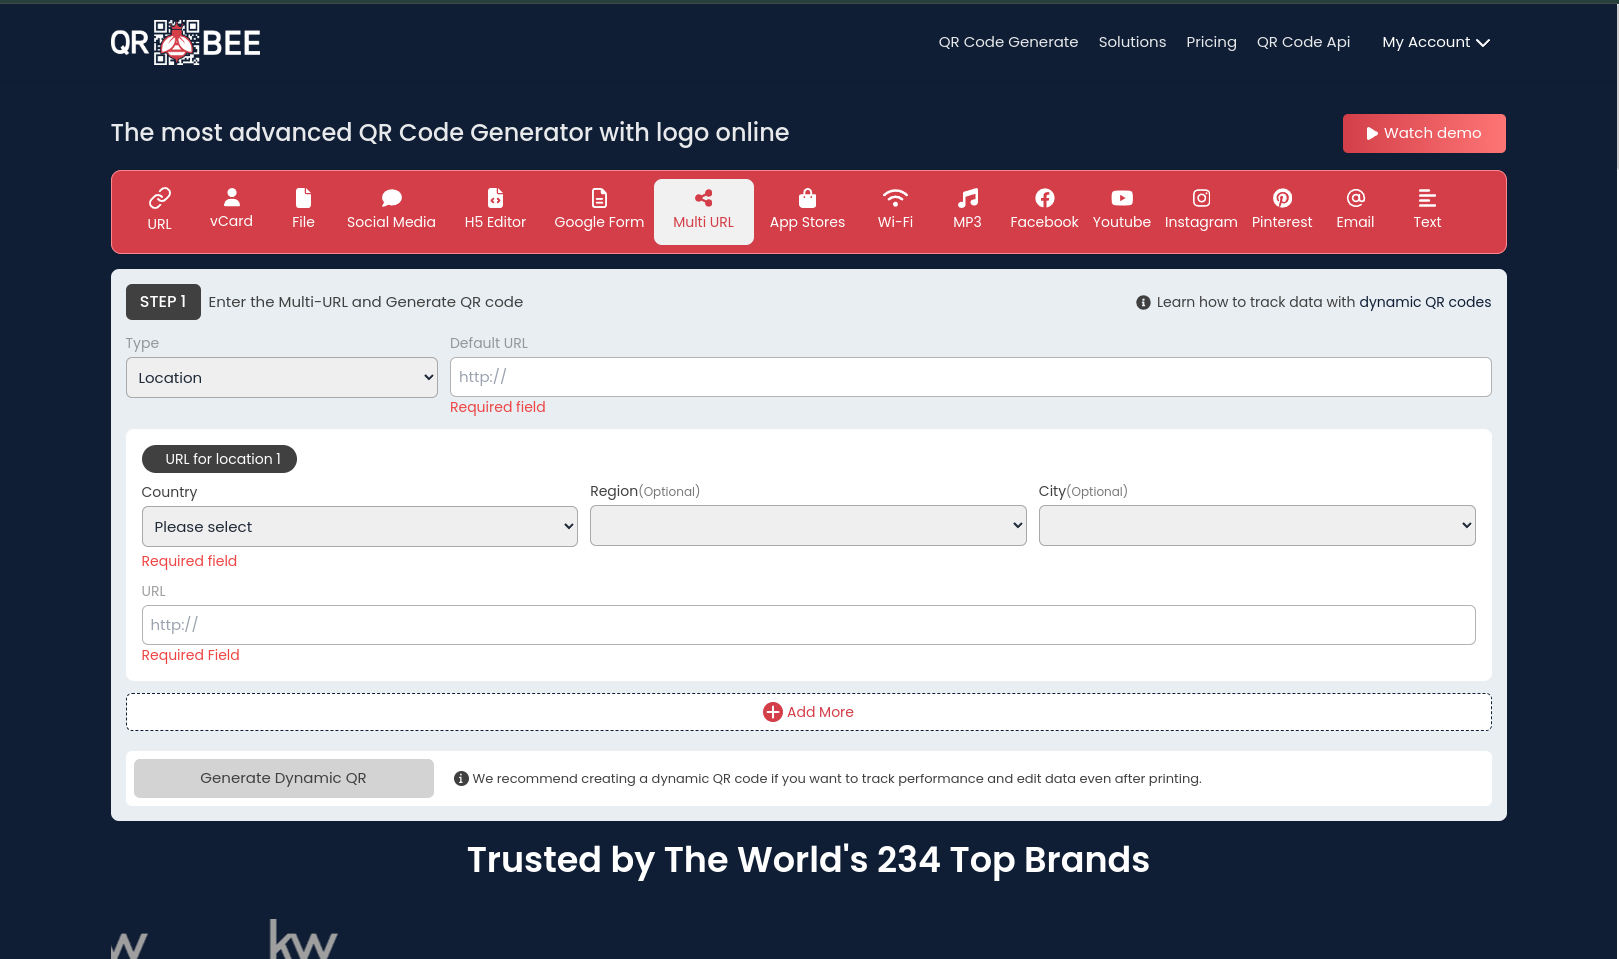 QR BEE
QR Code Generate Solutions Pricing QR Code Api My Account
The most advanced QR Code Generator with logo online
Watch demo
URL vCard File Social Media H5 Editor Google Form Multi URL App Stores Wi-Fi MP3 Facebook Youtube Instagram Pinterest Email Text
STEP 1 Enter the Multi-URL and Generate QR code
Learn how to track data with dynamic QR codes
Type Default URL
Location http://
Required field
URL for location 1
Country Region(Optional) City(Optional)
Please select
Required field
URL
http://
Required Field
Add More
Generate Dynamic QR We recommend creating a dynamic QR code if you want to track performance and edit data even after printing.
Trusted by The World's 234 Top Brands
kw